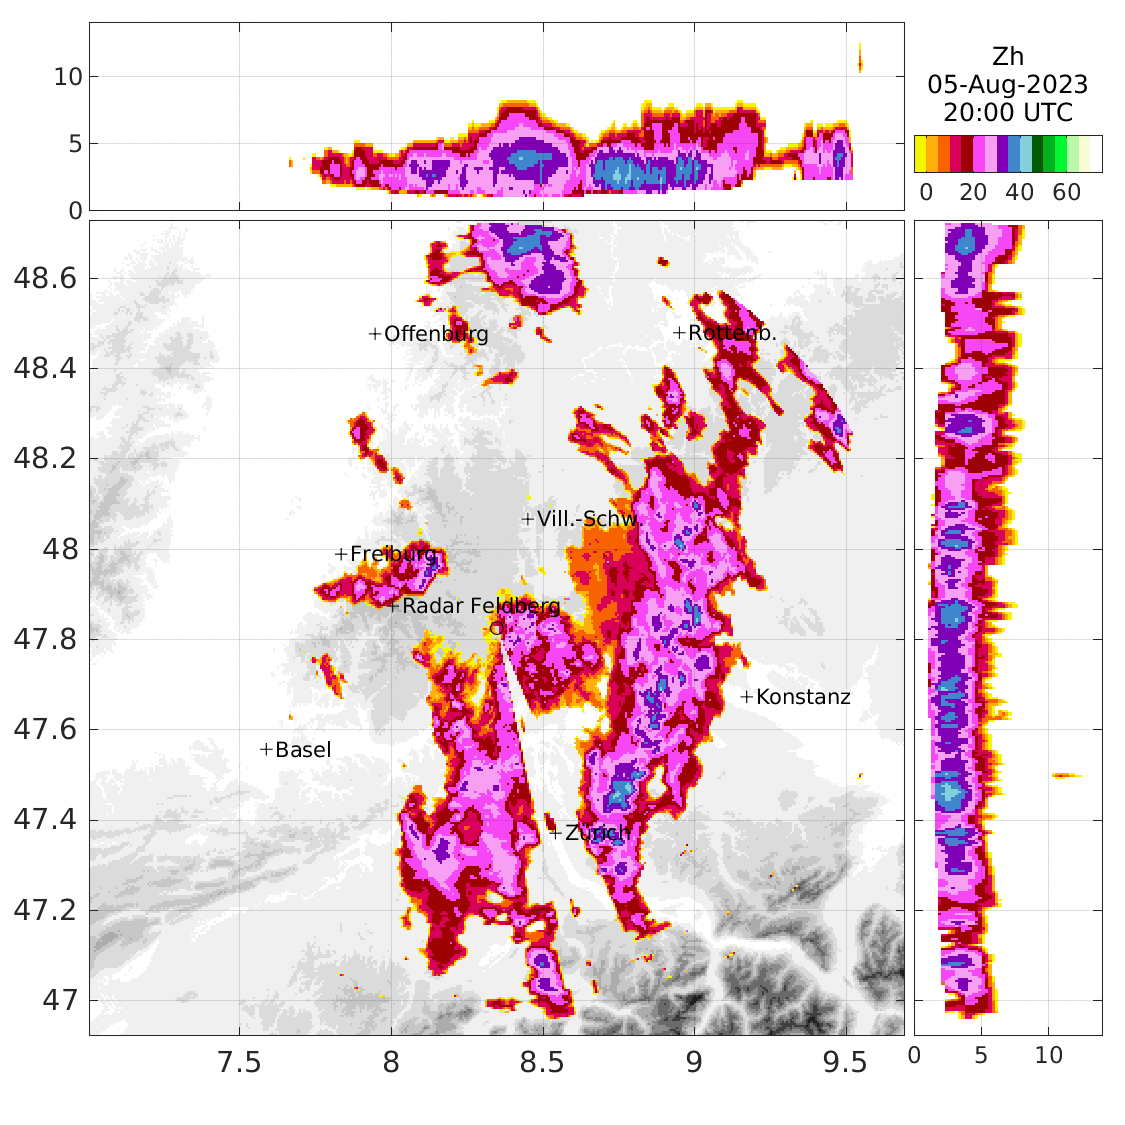 Zh
05-Aug-2023
20:00 UTC
0 20 40 60
10
5
0
48.6
48.4
48.2
48
47.8
47.6
47.4
47.2
47
+Offenburg
+Rottenb.
+Vill.-Schw.
+Freiburg
+Radar Feldberg
+Konstanz
+Basel
+Zürich
7.5 8 8.5 9 9.5
0 5 10